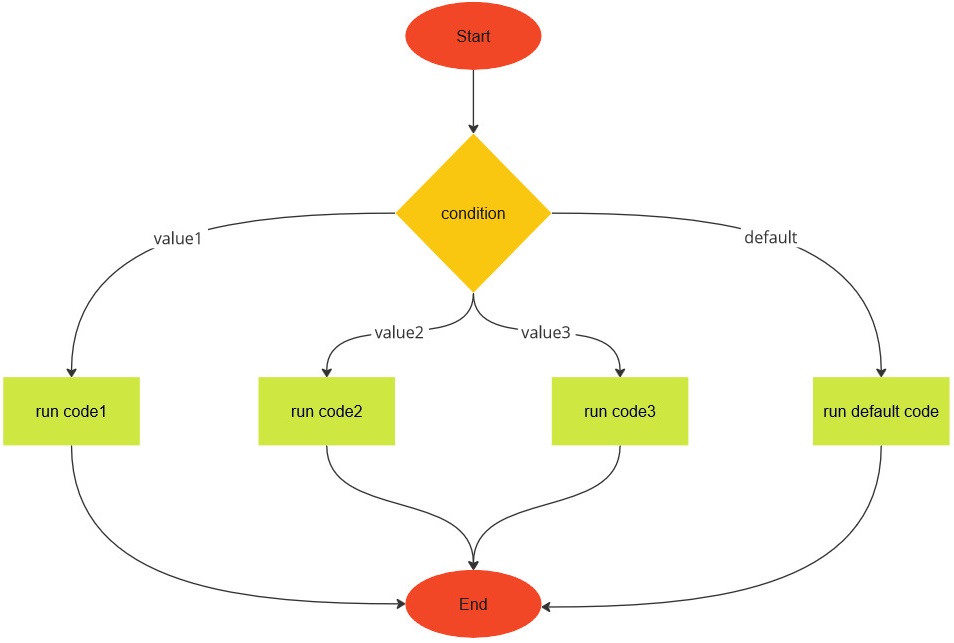 Start
condition
value1
default
value2
value3
run code1
run code2
run code3
run default code
End